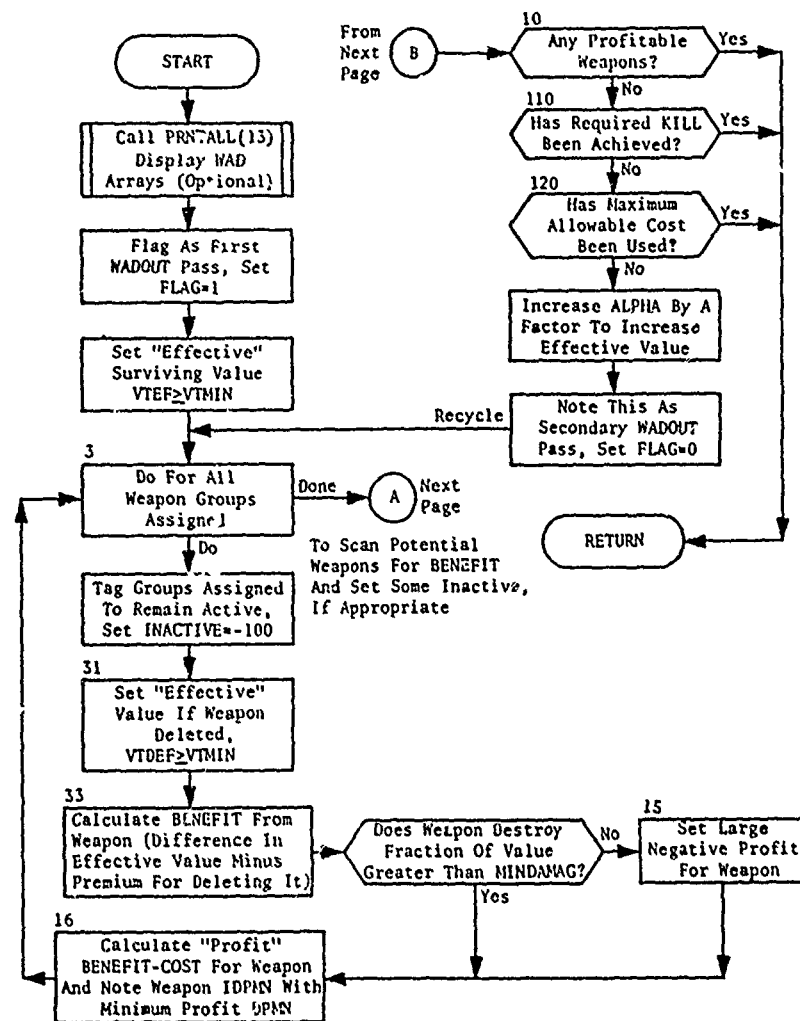 START
Call PRNTALL(13)
Display WAD
Arrays (Optional)
Flag As First
WADOUT Pass, Set
FLAG=1
Set "Effective"
Surviving Value
VTEF≥VTMIN
3
Do For All
Weapon Groups
Assigned
Done
A
Next
Page
Do
To Scan Potential
Weapons For BENEFIT
And Set Some Inactive,
If Appropriate
Tag Groups Assigned
To Remain Active,
Set INACTIVE=-100
31
Set "Effective"
Value If Weapon
Deleted,
VTDEF≥VTMIN
33
Calculate BENEFIT From
Weapon (Difference In
Effective Value Minus
Premium For Deleting It)
Does Weapon Destroy
Fraction Of Value
Greater Than MINDAMAG?
No
Yes
15
Set Large
Negative Profit
For Weapon
16
Calculate "Profit"
BENEFIT-COST For Weapon
And Note Weapon IDPMN With
Minimum Profit DPMN
From
Next
Page
B
10
Any Profitable
Weapons?
Yes
No
110
Has Required KILL
Been Achieved?
Yes
No
120
Has Maximum
Allowable Cost
Been Used?
Yes
No
Increase ALPHA By A
Factor To Increase
Effective Value
Note This As
Secondary WADOUT
Pass, Set FLAG=0
Recycle
RETURN